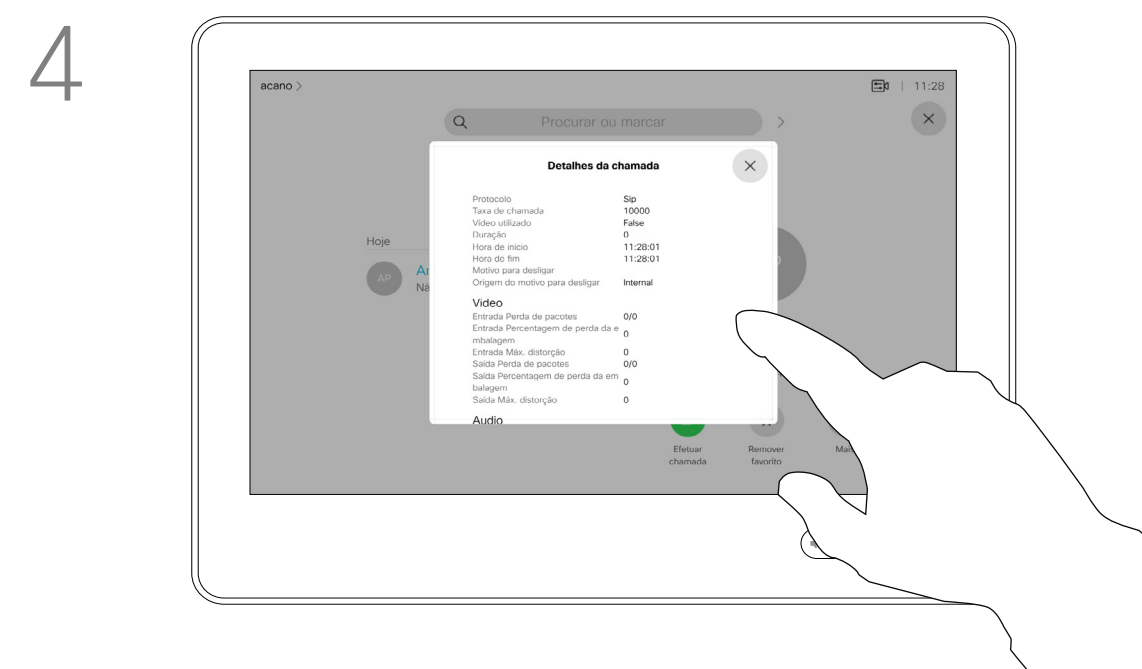 4
acano >
11:28
Procurar ou marcar
Detalhes da chamada
Protocolo Sip
Taxa de chamada 10000
Vídeo utilizado False
Duração 0
Hora de início 11:28:01
Hora do fim 11:28:01
Motivo para desligar
Origem do motivo para desligar Internal
Hoje
AP
Video
Entrada Perda de pacotes 0/0
Entrada Percentagem de perda da e
mbalagem 0
Entrada Máx. distorção 0
Saída Perda de pacotes 0/0
Saída Percentagem de perda da em
balagem 0
Saída Máx. distorção 0
Audio
Efetuar
chamada
Remover
favorito